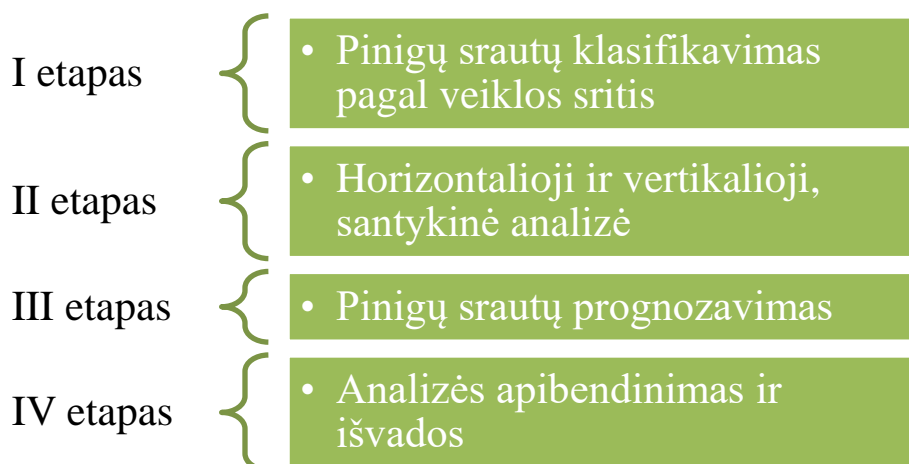 I etapas
• Pinigų srautų klasifikavimas
pagal veiklos sritis
II etapas
• Horizontalioji ir vertikalioji,
santykinė analizė
III etapas
• Pinigų srautų prognozavimas
IV etapas
• Analizės apibendinimas ir
išvados